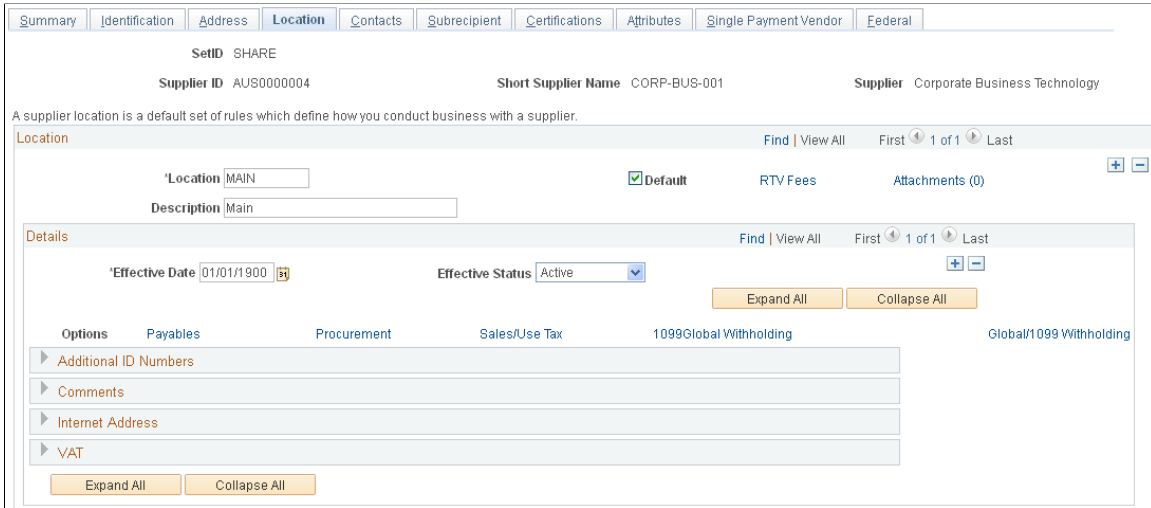 Summary Identification Address Location Contacts Subrecipient Certifications Attributes Single Payment Vendor Federal
SetID SHARE
Supplier ID AUS0000004 Short Supplier Name CORP-BUS-001 Supplier Corporate Business Technology
A supplier location is a default set of rules which define how you conduct business with a supplier.
Location Find | View All First 1 of 1 Last
*Location MAIN Default RTV Fees Attachments (0)
Description Main
Details Find | View All First 1 of 1 Last
*Effective Date 01/01/1900 31 Effective Status Active
Expand All Collapse All
Options Payables Procurement Sales/Use Tax 1099Global Withholding Global/1099 Withholding
Additional ID Numbers
Comments
Internet Address
VAT
Expand All Collapse All